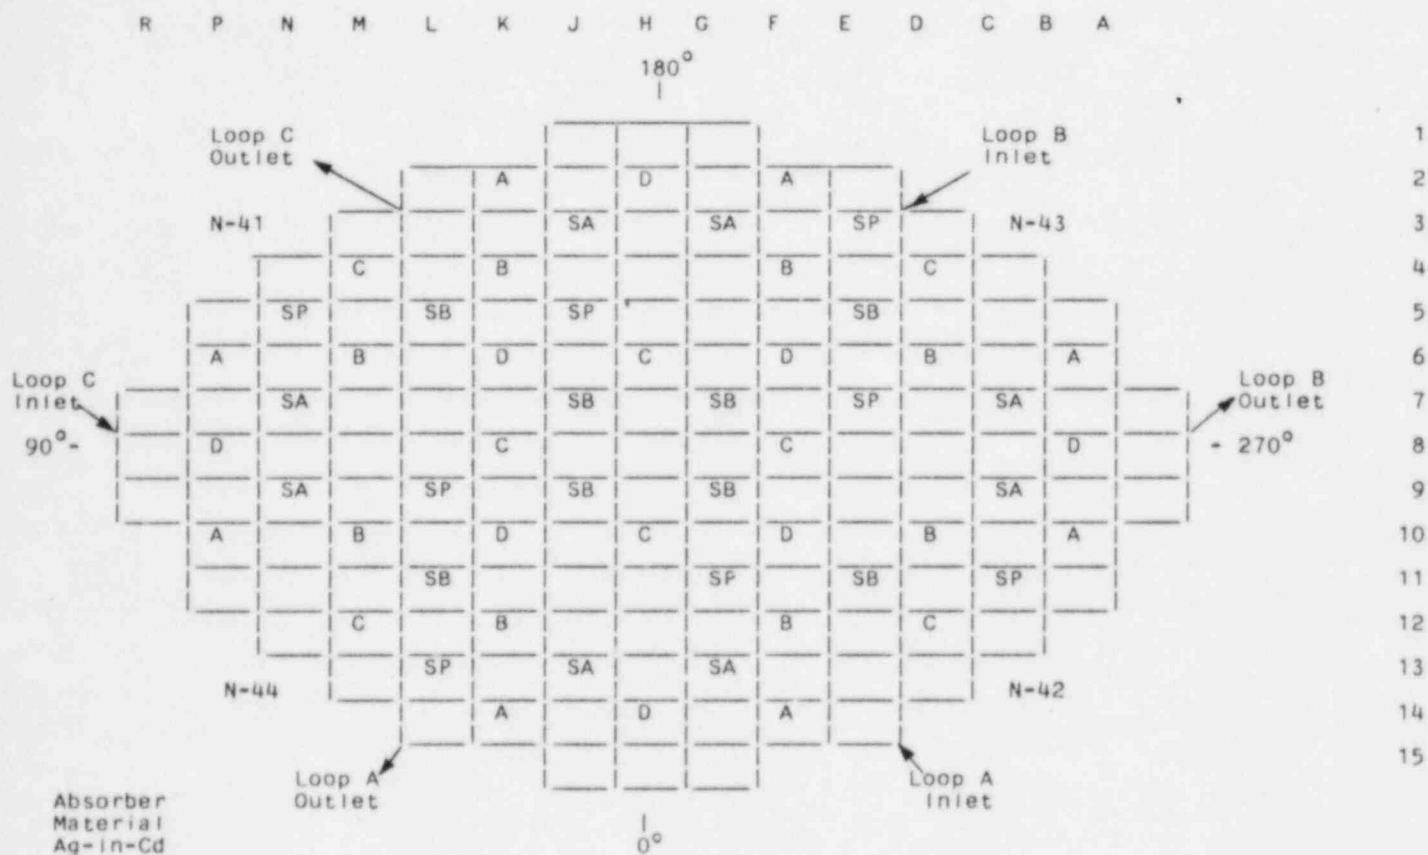 R P N M L K J H G F E D C B A
180°
Loop C Outlet
Loop B Inlet
1
A D A 2
N-41 SA SA SP N-43 3
C B B C 4
SP SB SP SB 5
A B D C D B A 6
Loop C Inlet
Loop B Outlet
SA SB SB SP SA 7
90°- D C C D - 270° 8
SA SP SB SB SA 9
A B D C D B A 10
SB SP SB SP 11
C B B C 12
SP SA SA 13
N-44 N-42
A D A 14
15
Loop A Outlet
Loop A Inlet
Absorber
Material
Ag-In-Cd
0°